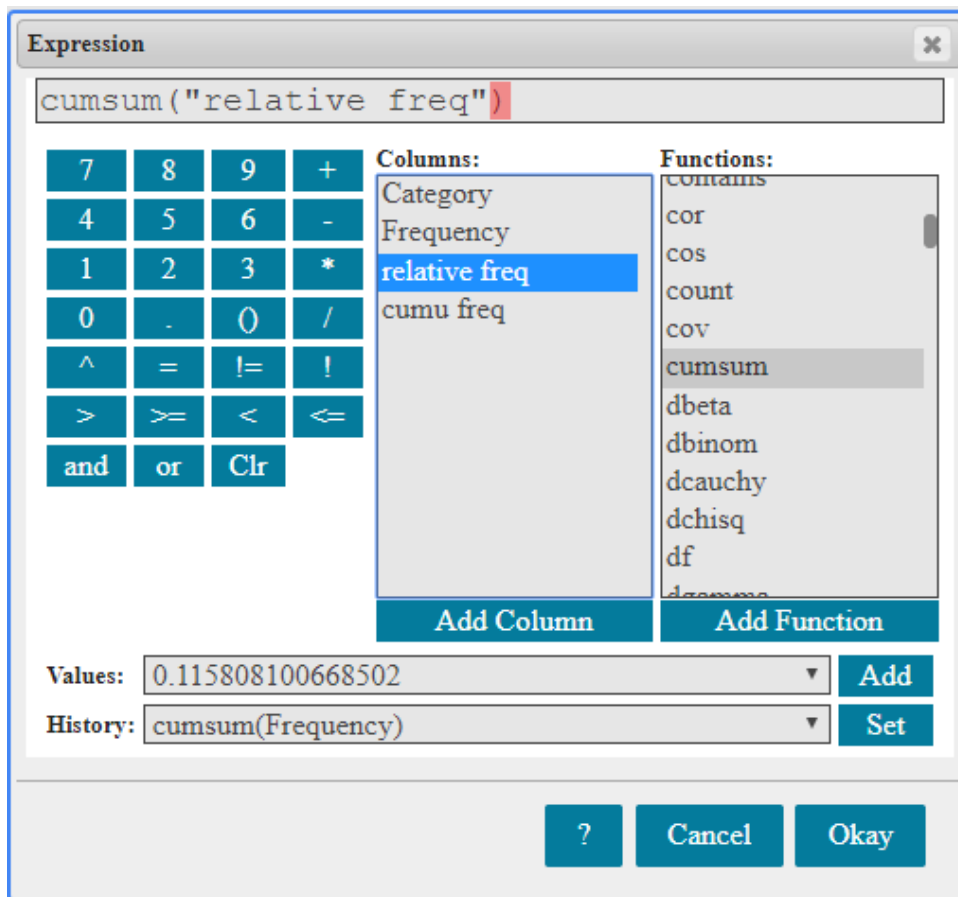 Expression
cumsum("relative freq")
Columns:
Functions:
7 8 9 +
4 5 6 -
1 2 3 *
0 . () /
^ = != !
> >= < <=
and or Clr
Category
Frequency
relative freq
cumu freq
Add Column
contains
cor
cos
count
cov
cumsum
dbeta
dbinom
dcauchy
dchisq
df
dgamma
Add Function
Values: 0.115808100668502 Add
History: cumsum(Frequency) Set
? Cancel Okay